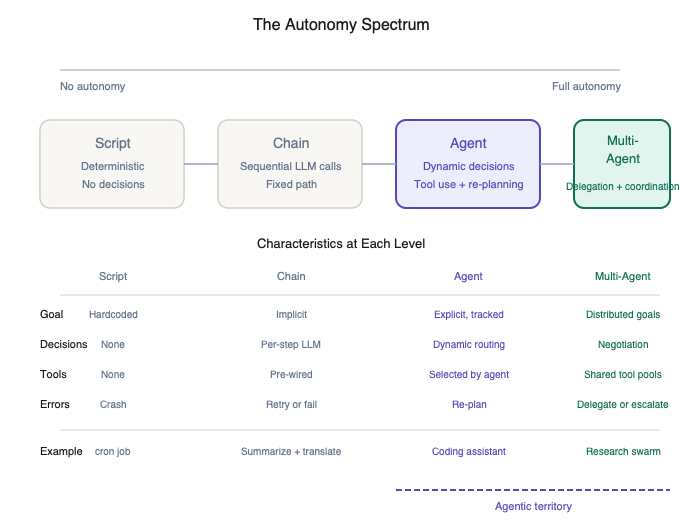 The Autonomy Spectrum
No autonomy
Full autonomy
Script
Deterministic
No decisions
Chain
Sequential LLM calls
Fixed path
Agent
Dynamic decisions
Tool use + re-planning
Multi-
Agent
Delegation + coordination
Characteristics at Each Level
Script Chain Agent Multi-Agent
Goal Hardcoded Implicit Explicit, tracked Distributed goals
Decisions None Per-step LLM Dynamic routing Negotiation
Tools None Pre-wired Selected by agent Shared tool pools
Errors Crash Retry or fail Re-plan Delegate or escalate
Example cron job Summarize + translate Coding assistant Research swarm
Agentic territory